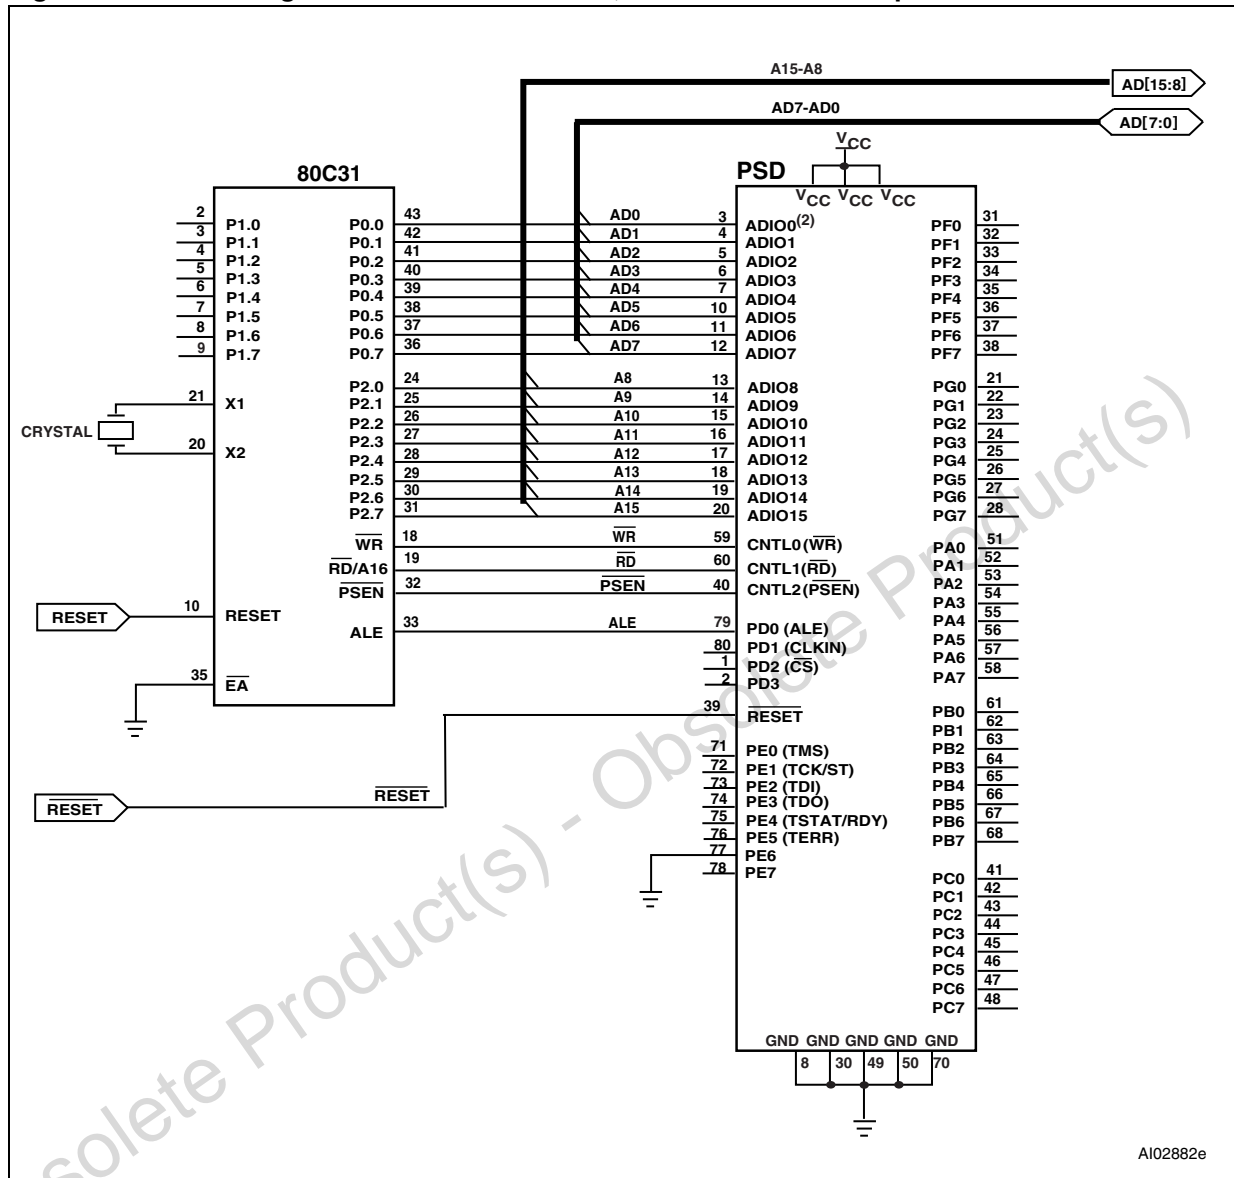 A15-A8
AD[15:8]
AD7-AD0
AD[7:0]
VCC
80C31
PSD
VCC VCC VCC
2 P1.0
3 P1.1
4 P1.2
5 P1.3
6 P1.4
7 P1.5
8 P1.6
9 P1.7
21 X1
CRYSTAL
20 X2
10 RESET
RESET
35 EA
P0.0 43 AD0 3 ADIO0(2)
P0.1 42 AD1 4 ADIO1
P0.2 41 AD2 5 ADIO2
P0.3 40 AD3 6 ADIO3
P0.4 39 AD4 7 ADIO4
P0.5 38 AD5 10 ADIO5
P0.6 37 AD6 11 ADIO6
P0.7 36 AD7 12 ADIO7
P2.0 24 A8 13 ADIO8
P2.1 25 A9 14 ADIO9
P2.2 26 A10 15 ADIO10
P2.3 27 A11 16 ADIO11
P2.4 28 A12 17 ADIO12
P2.5 29 A13 18 ADIO13
P2.6 30 A14 19 ADIO14
P2.7 31 A15 20 ADIO15
WR 18 WR 59 CNTL0(WR)
RD/A16 19 RD 60 CNTL1(RD)
PSEN 32 PSEN 40 CNTL2(PSEN)
ALE 33 ALE 79 PD0 (ALE)
80 PD1 (CLKIN)
1 PD2 (CS)
2 PD3
39 RESET
RESET RESET
71 PE0 (TMS)
72 PE1 (TCK/ST)
73 PE2 (TDI)
74 PE3 (TDO)
75 PE4 (TSTAT/RDY)
76 PE5 (TERR)
77 PE6
78 PE7
PF0 31
PF1 32
PF2 33
PF3 34
PF4 35
PF5 36
PF6 37
PF7 38
PG0 21
PG1 22
PG2 23
PG3 24
PG4 25
PG5 26
PG6 27
PG7 28
PA0 51
PA1 52
PA2 53
PA3 54
PA4 55
PA5 56
PA6 57
PA7 58
PB0 61
PB1 62
PB2 63
PB3 64
PB4 65
PB5 66
PB6 67
PB7 68
PC0 41
PC1 42
PC2 43
PC3 44
PC4 45
PC5 46
PC6 47
PC7 48
GND GND GND GND GND
8 30 49 50 70
AI02882e
solete Product(s) - Obsolete Product(s)